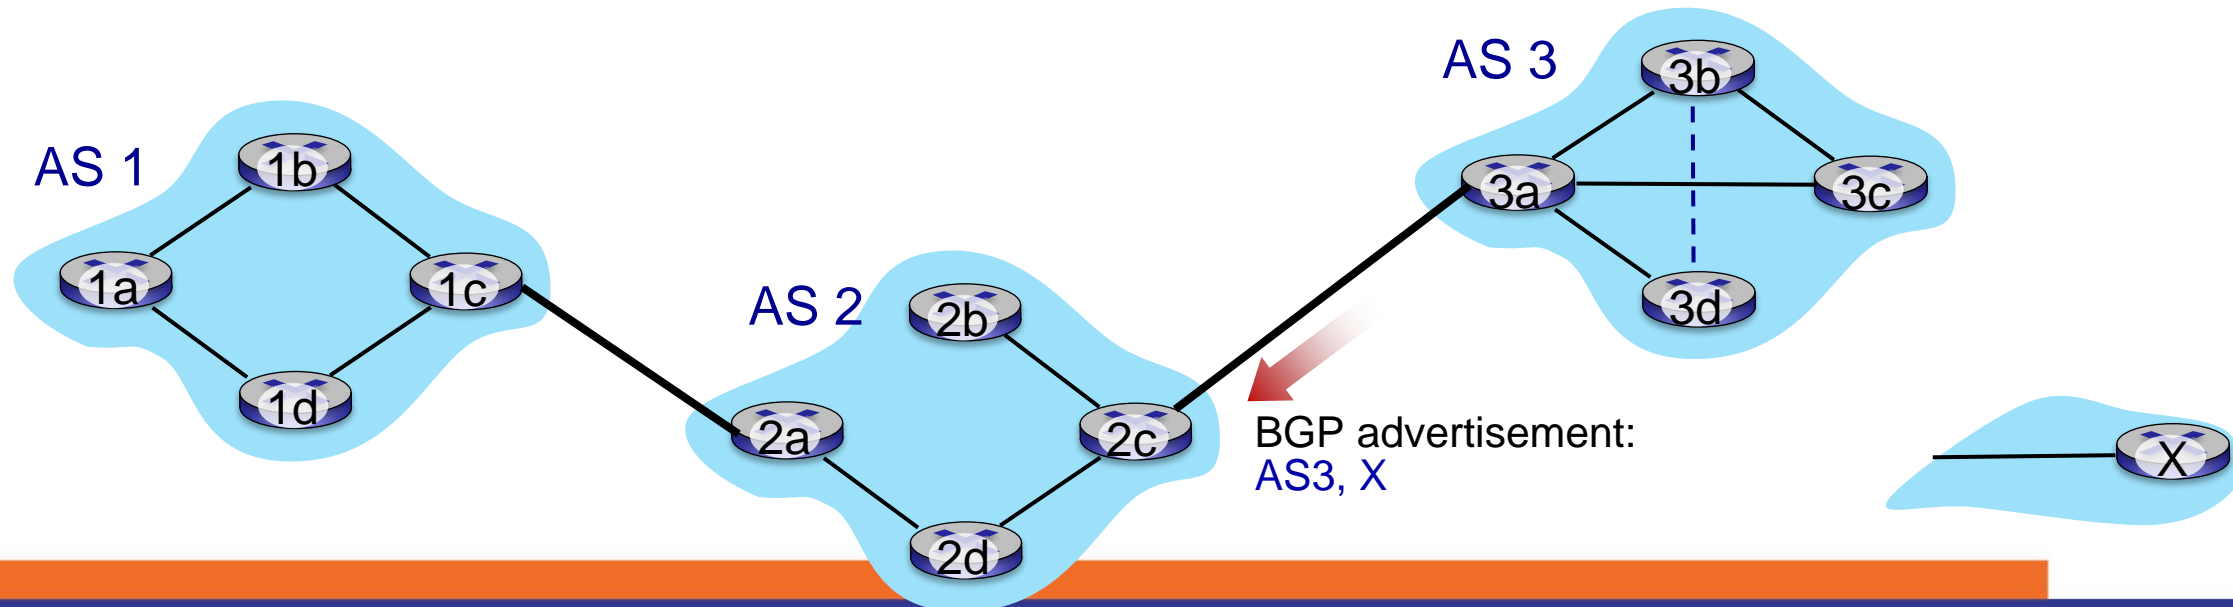 AS 3
3b
3a
3c
3d
AS 1
1b
1a
1c
1d
AS 2
2b
2a
2c
2d
BGP advertisement:
AS3, X
X